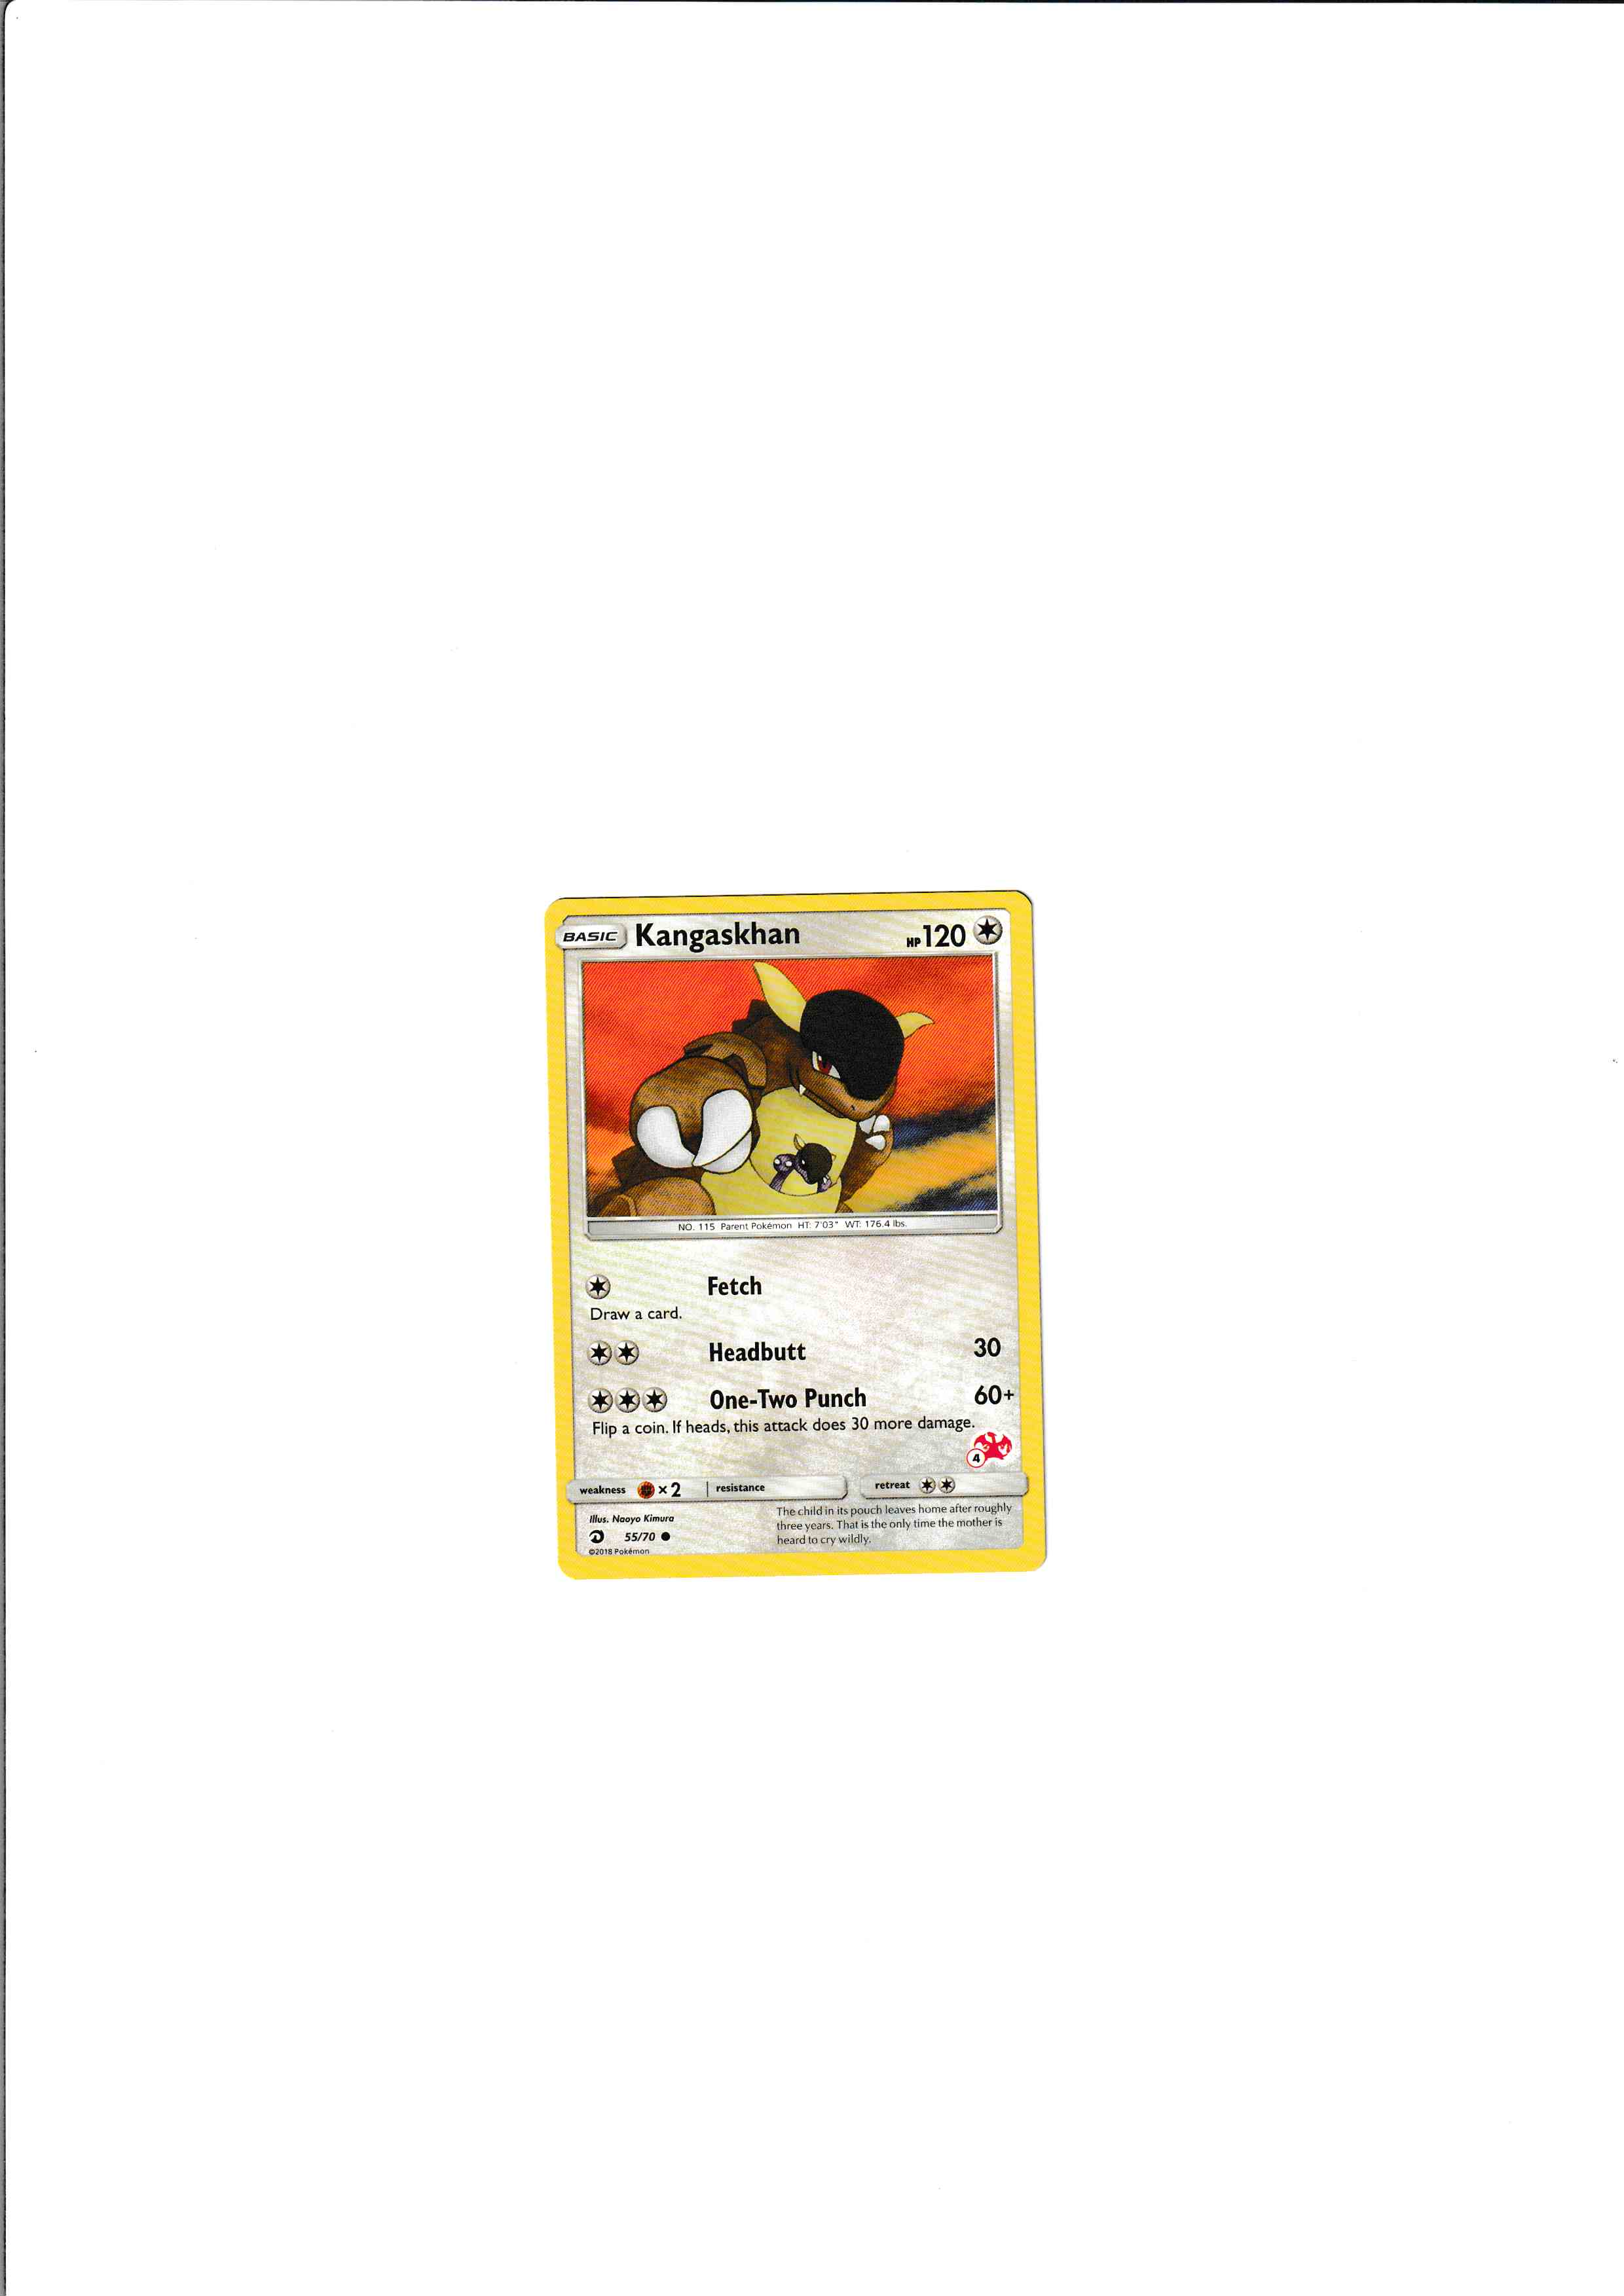 BASIC Kangaskhan HP 120
NO. 115 Parent Pokémon HT: 7'03" WT: 176.4 lbs.
Fetch
Draw a card.
Headbutt 30
One-Two Punch 60+
Flip a coin. If heads, this attack does 30 more damage.
4
weakness ×2 resistance retreat
Illus. Naoyo Kimura
55/70
©2018 Pokémon
The child in its pouch leaves home after roughly
three years. That is the only time the mother is
heard to cry wildly.